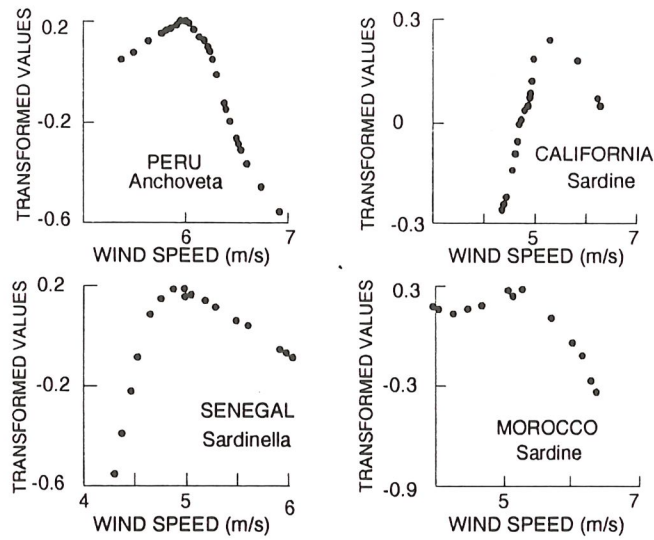 TRANSFORMED VALUES
0.2
-0.2
-0.6
PERU
Anchoveta
6
7
WIND SPEED (m/s)
TRANSFORMED VALUES
0.3
0
-0.3
CALIFORNIA
Sardine
3
5
7
WIND SPEED (m/s)
TRANSFORMED VALUES
0.2
-0.2
-0.6
SENEGAL
Sardinella
4
5
6
WIND SPEED (m/s)
TRANSFORMED VALUES
0.3
-0.3
-0.9
MOROCCO
Sardine
5
7
WIND SPEED (m/s)